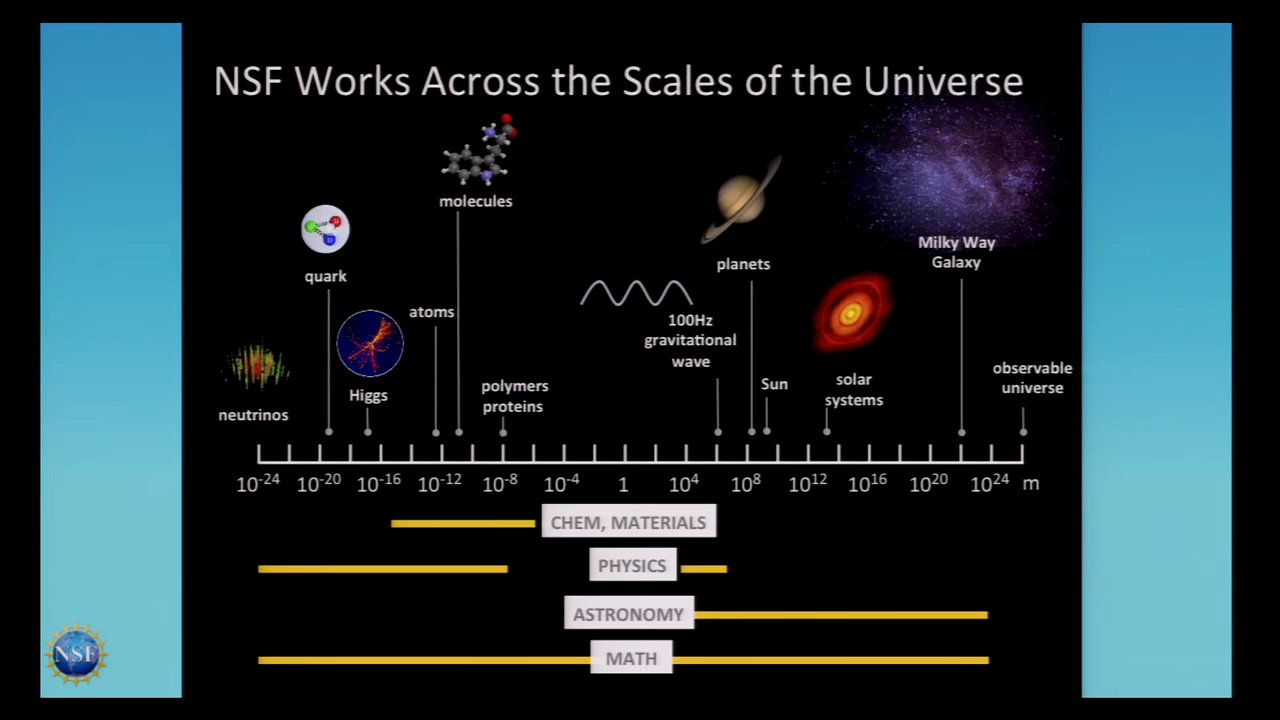 NSF Works Across the Scales of the Universe
molecules
quark
planets
Milky Way
Galaxy
atoms
100Hz
gravitational
wave
neutrinos
Higgs
polymers
proteins
Sun
solar
systems
observable
universe
10⁻²⁴ 10⁻²⁰ 10⁻¹⁶ 10⁻¹² 10⁻⁸ 10⁻⁴ 1 10⁴ 10⁸ 10¹² 10¹⁶ 10²⁰ 10²⁴ m
CHEM, MATERIALS
PHYSICS
ASTRONOMY
MATH
NSF